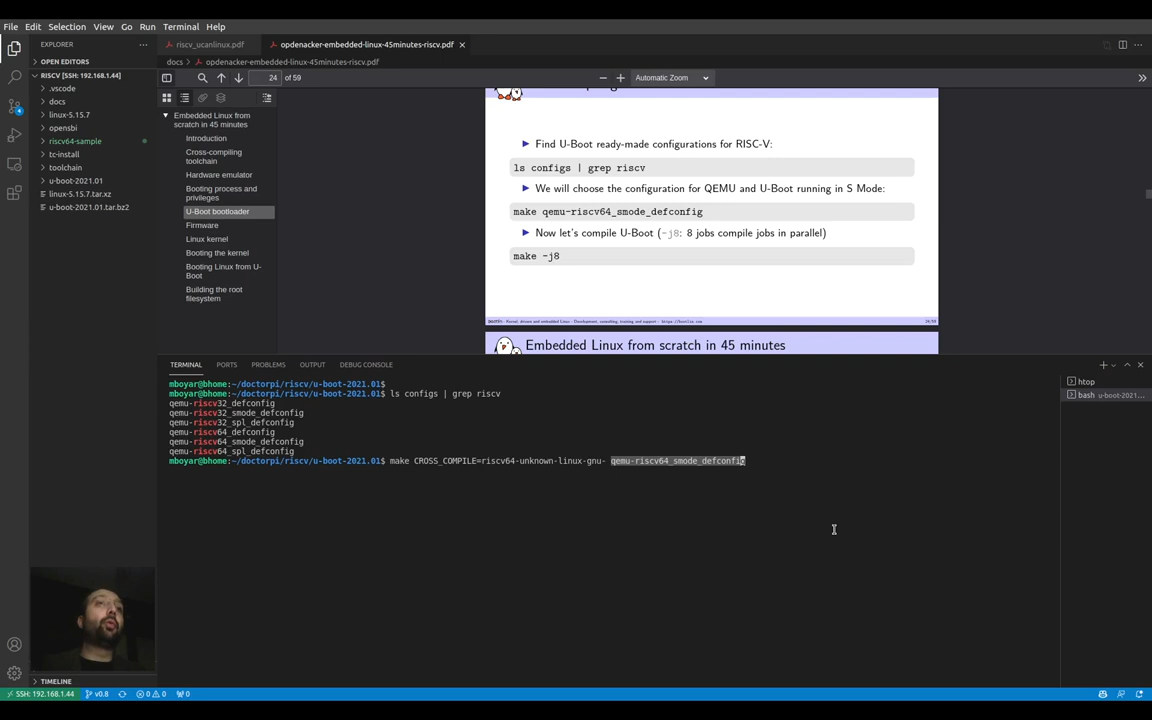 File Edit Selection View Go Run Terminal Help
EXPLORER
riscv_ucanlinux.pdf
opdenacker-embedded-linux-45minutes-riscv.pdf
OPEN EDITORS
docs > opdenacker-embedded-linux-45minutes-riscv.pdf
RISCV [SSH: 192.168.1.44]
24 of 59
Automatic Zoom
.vscode
docs
linux-5.15.7
opensbi
riscv64-sample
tc-install
toolchain
u-boot-2021.01
linux-5.15.7.tar.xz
u-boot-2021.01.tar.bz2
4
Embedded Linux from
scratch in 45 minutes
Introduction
Cross-compiling
toolchain
Hardware emulator
Booting process and
privileges
U-Boot bootloader
Firmware
Linux kernel
Booting the kernel
Booting Linux from U-
Boot
Building the root
filesystem
Find U-Boot ready-made configurations for RISC-V:
ls configs | grep riscv
We will choose the configuration for QEMU and U-Boot running in S Mode:
make qemu-riscv64_smode_defconfig
Now let's compile U-Boot (-j8: 8 jobs compile jobs in parallel)
make -j8
Embedded Linux from scratch in 45 minutes
TERMINAL PORTS PROBLEMS OUTPUT DEBUG CONSOLE
mboyar@bhome:~/doctorpi/riscv/u-boot-2021.01$
mboyar@bhome:~/doctorpi/riscv/u-boot-2021.01$ ls configs | grep riscv
qemu-riscv32_defconfig
qemu-riscv32_smode_defconfig
qemu-riscv32_spl_defconfig
qemu-riscv64_defconfig
qemu-riscv64_smode_defconfig
qemu-riscv64_spl_defconfig
mboyar@bhome:~/doctorpi/riscv/u-boot-2021.01$ make CROSS_COMPILE=riscv64-unknown-linux-gnu- qemu-riscv64_smode_defconfig
htop
bash u-boot-2021...
TIMELINE
SSH: 192.168.1.44 v0.8 0 0 0